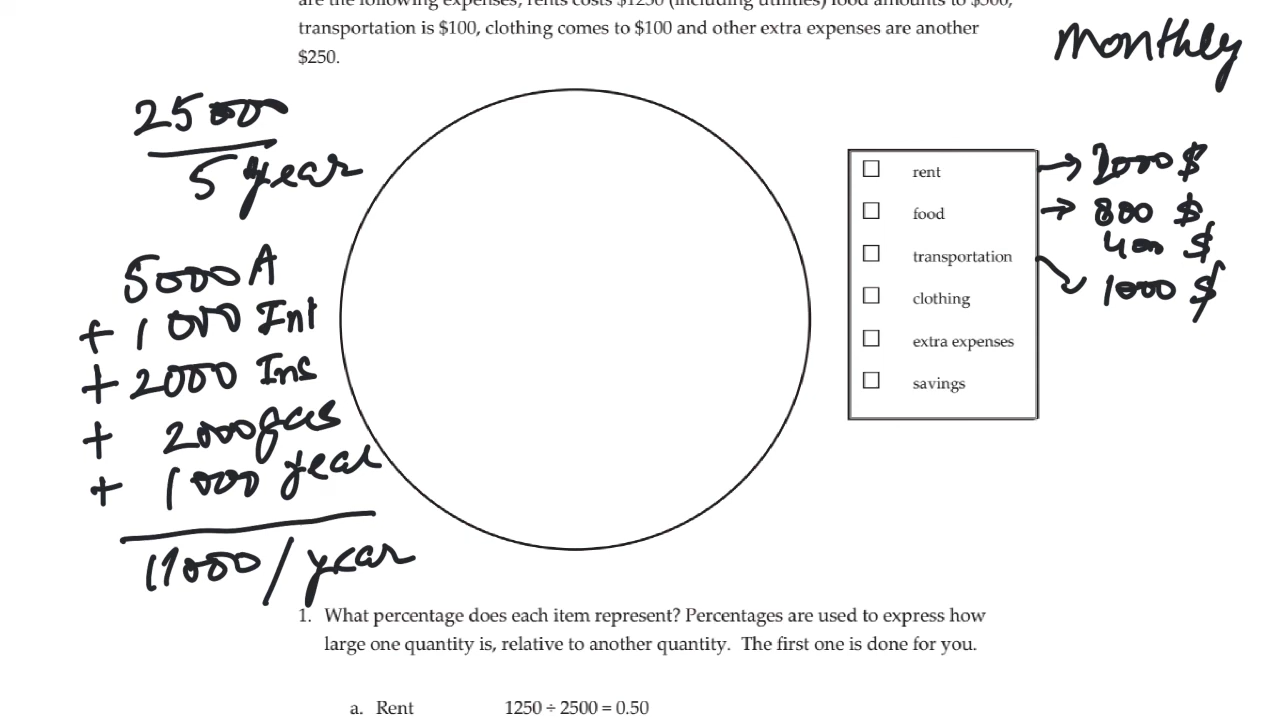 are the following expenses; rents costs $1250 (including utilities) food amounts to $300,
transportation is $100, clothing comes to $100 and other extra expenses are another
$250.
monthly
25000
5 year
5000 A
+ 1000 Int
+ 2000 Ins
+ 2000 gas
+ 1000 year
11000 / year
rent → 2000 $
food → 800 $
400 $
transportation → 1000 $
clothing
extra expenses
savings
1. What percentage does each item represent? Percentages are used to express how
large one quantity is, relative to another quantity. The first one is done for you.
a. Rent 1250 ÷ 2500 = 0.50